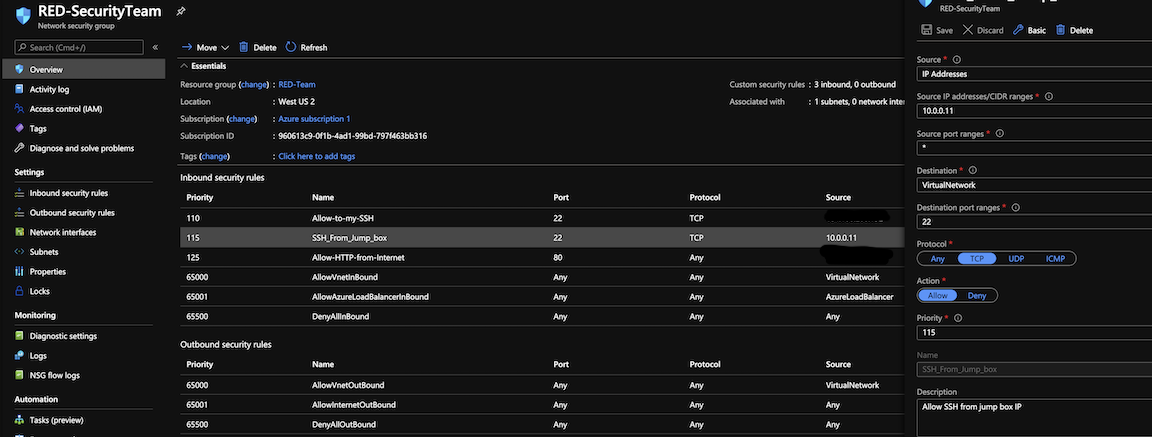 RED-SecurityTeam
Network security group
Search (Cmd+/)
«
Overview
Activity log
Access control (IAM)
Tags
Diagnose and solve problems
Settings
Inbound security rules
Outbound security rules
Network interfaces
Subnets
Properties
Locks
Monitoring
Diagnostic settings
Logs
NSG flow logs
Automation
Tasks (preview)
Move Delete Refresh
Essentials
Resource group (change) : RED-Team
Location : West US 2
Subscription (change) : Azure subscription 1
Subscription ID : 960613c9-0f1b-4ad1-99bd-797f463bb316
Tags (change) : Click here to add tags
Custom security rules : 3 inbound, 0 outbound
Associated with : 1 subnets, 0 network inter
Inbound security rules
Priority Name Port Protocol Source
110 Allow-to-my-SSH 22 TCP
115 SSH_From_Jump_box 22 TCP 10.0.0.11
125 Allow-HTTP-from-Internet 80 Any
65000 AllowVnetInBound Any Any VirtualNetwork
65001 AllowAzureLoadBalancerInBound Any Any AzureLoadBalancer
65500 DenyAllInBound Any Any Any
Outbound security rules
Priority Name Port Protocol Source
65000 AllowVnetOutBound Any Any VirtualNetwork
65001 AllowInternetOutBound Any Any Any
65500 DenyAllOutBound Any Any Any
RED-SecurityTeam
Save Discard Basic Delete
Source *
IP Addresses
Source IP addresses/CIDR ranges *
10.0.0.11
Source port ranges *
*
Destination *
VirtualNetwork
Destination port ranges *
22
Protocol *
Any TCP UDP ICMP
Action *
Allow Deny
Priority *
115
Name
SSH_From_Jump_box
Description
Allow SSH from jump box IP